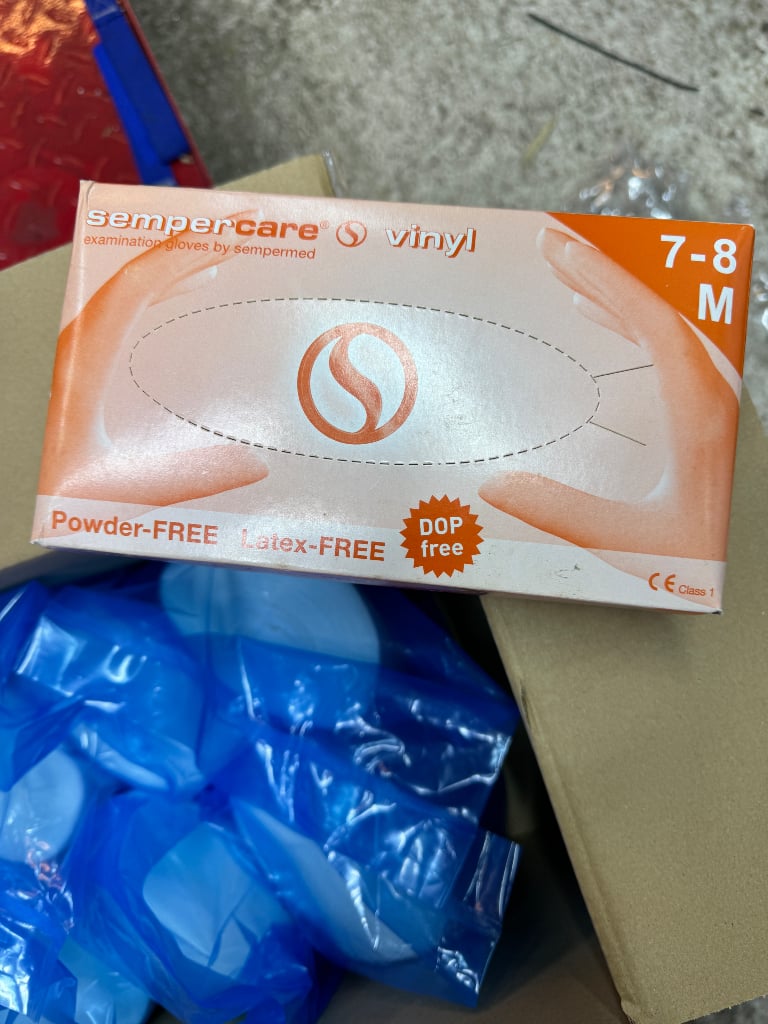 sempercare® vinyl
examination gloves by sempermed
7-8
M
Powder-FREE Latex-FREE
DOP
free
CE Class 1